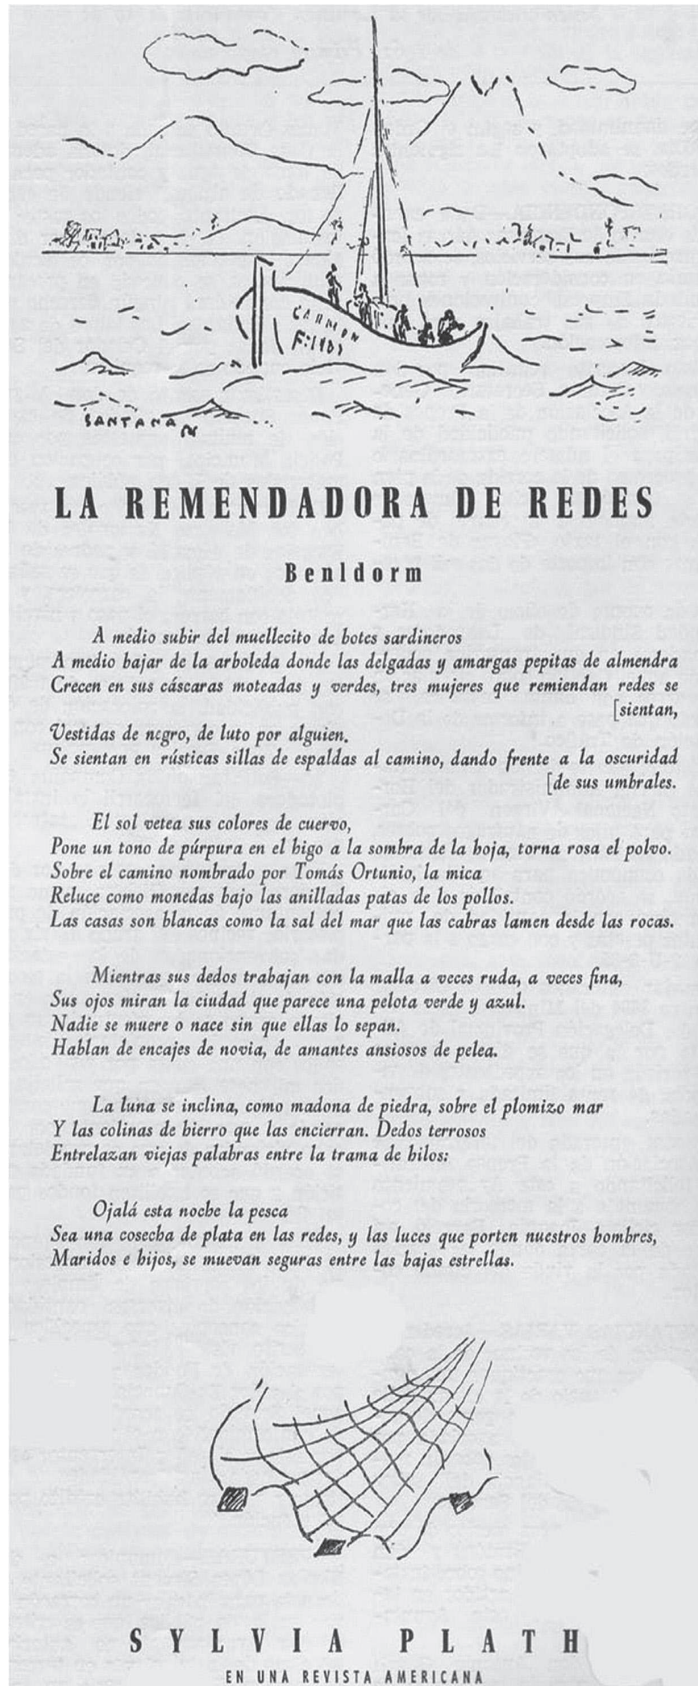 CARMEN
FILLOS
SANTANA
LA REMENDADORA DE REDES
Benldorm
A medio subir del muellecito de botes sardineros
A medio bajar de la arboleda donde las delgadas y amargas pepitas de almendra
Crecen en sus cáscaras moteadas y verdes, tres mujeres que remiendan redes se
[sientan,
Vestidas de negro, de luto por alguien.
Se sientan en rústicas sillas de espaldas al camino, dando frente a la oscuridad
[de sus umbrales.
El sol vetea sus colores de cuervo,
Pone un tono de púrpura en el higo a la sombra de la hoja, torna rosa el polvo.
Sobre el camino nombrado por Tomás Ortunio, la mica
Reluce como monedas bajo las anilladas patas de los pollos.
Las casas son blancas como la sal del mar que las cabras lamen desde las rocas.
Mientras sus dedos trabajan con la malla a veces ruda, a veces fina,
Sus ojos miran la ciudad que parece una pelota verde y azul.
Nadie se muere o nace sin que ellas lo sepan.
Hablan de encajes de novia, de amantes ansiosos de pelea.
La luna se inclina, como madona de piedra, sobre el plomizo mar
Y las colinas de hierro que las encierran. Dedos terrosos
Entrelazan viejas palabras entre la trama de hilos:
Ojalá esta noche la pesca
Sea una cosecha de plata en las redes, y las luces que porten nuestros hombres,
Maridos e hijos, se muevan seguras entre las bajas estrellas.
SYLVIA PLATH
EN UNA REVISTA AMERICANA